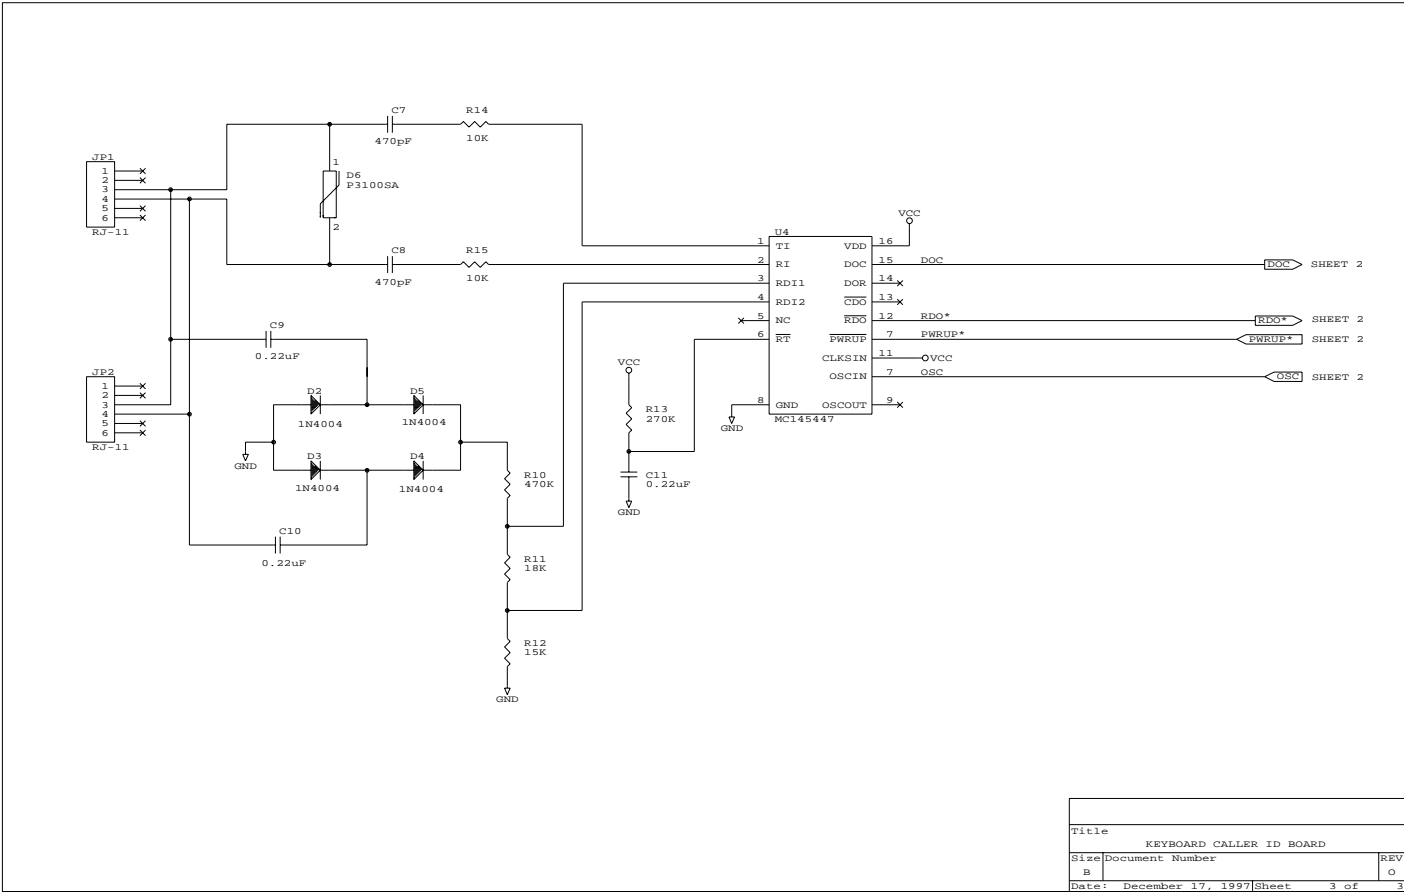 C7
470pF
R14
10K
JP1
1
2
3
4
5
6
RJ-11
1
D6
P3100SA
2
C8
470pF
R15
10K
C9
0.22uF
JP2
1
2
3
4
5
6
RJ-11
D2
1N4004
D5
1N4004
GND
D3
1N4004
D4
1N4004
C10
0.22uF
R10
470K
R11
18K
R12
15K
GND
VCC
R13
270K
C11
0.22uF
GND
VCC
U4
1 TI VDD 16
2 RI DOC 15 DOC DOC SHEET 2
3 RDI1 DOR 14
4 RDI2 CDO 13
5 NC RDO 12 RDO* RDO* SHEET 2
6 RT PWRUP 7 PWRUP* PWRUP* SHEET 2
CLKSIN 11 VCC
OSCIN 7 OSC OSC SHEET 2
8 GND OSCOUT 9
GND
MC145447
Title
KEYBOARD CALLER ID BOARD
Size Document Number REV
B O
Date: December 17, 1997 Sheet 3 of 3